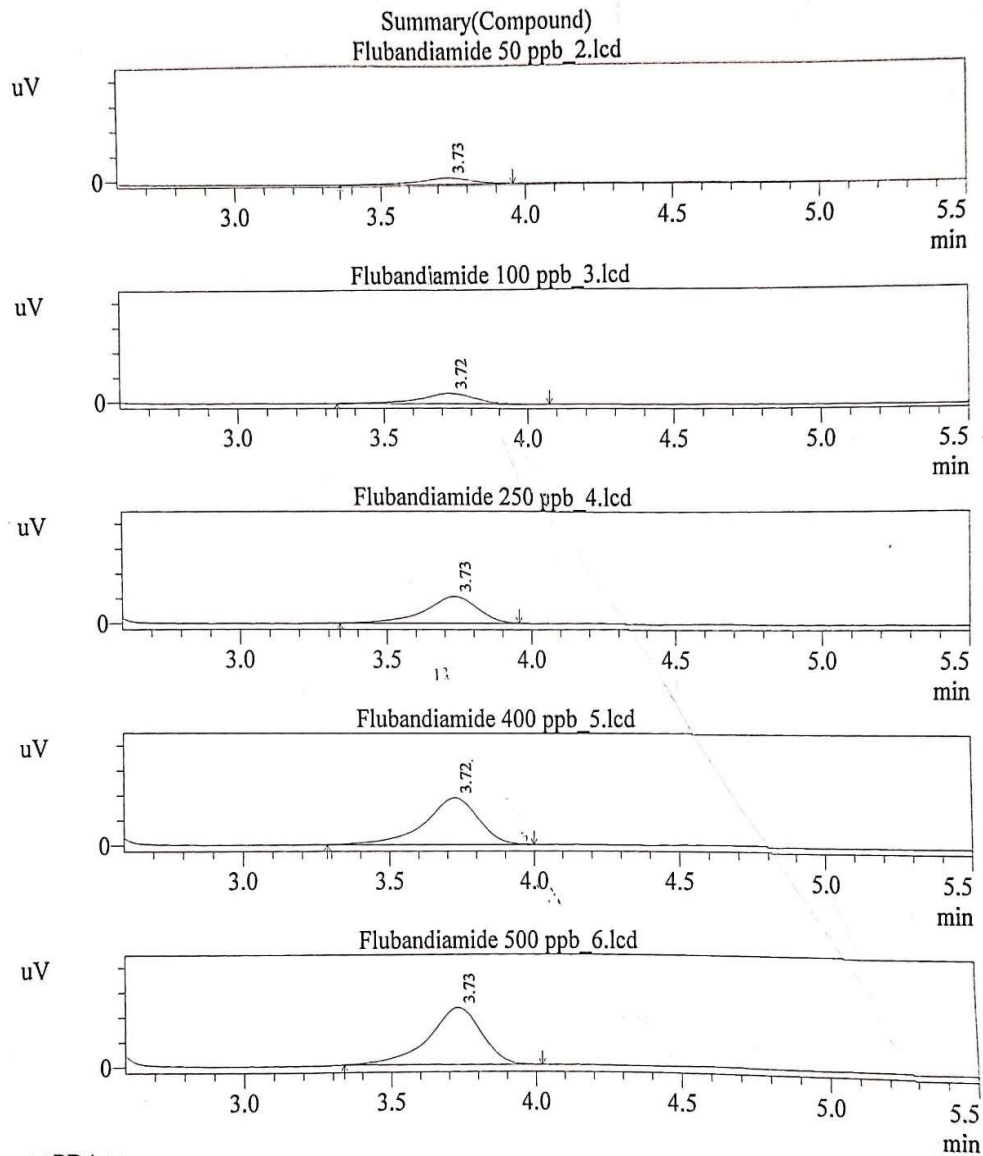 Summary(Compound)
Flubandiamide 50 ppb_2.lcd
uV
3.73
0
3.0 3.5 4.0 4.5 5.0 5.5
min
Flubandiamide 100 ppb_3.lcd
uV
3.72
0
3.0 3.5 4.0 4.5 5.0 5.5
min
Flubandiamide 250 ppb_4.lcd
uV
3.73
0
3.0 3.5 4.0 4.5 5.0 5.5
min
Flubandiamide 400 ppb_5.lcd
uV
3.72
0
3.0 3.5 4.0 4.5 5.0 5.5
min
Flubandiamide 500 ppb_6.lcd
uV
3.73
0
3.0 3.5 4.0 4.5 5.0 5.5
min